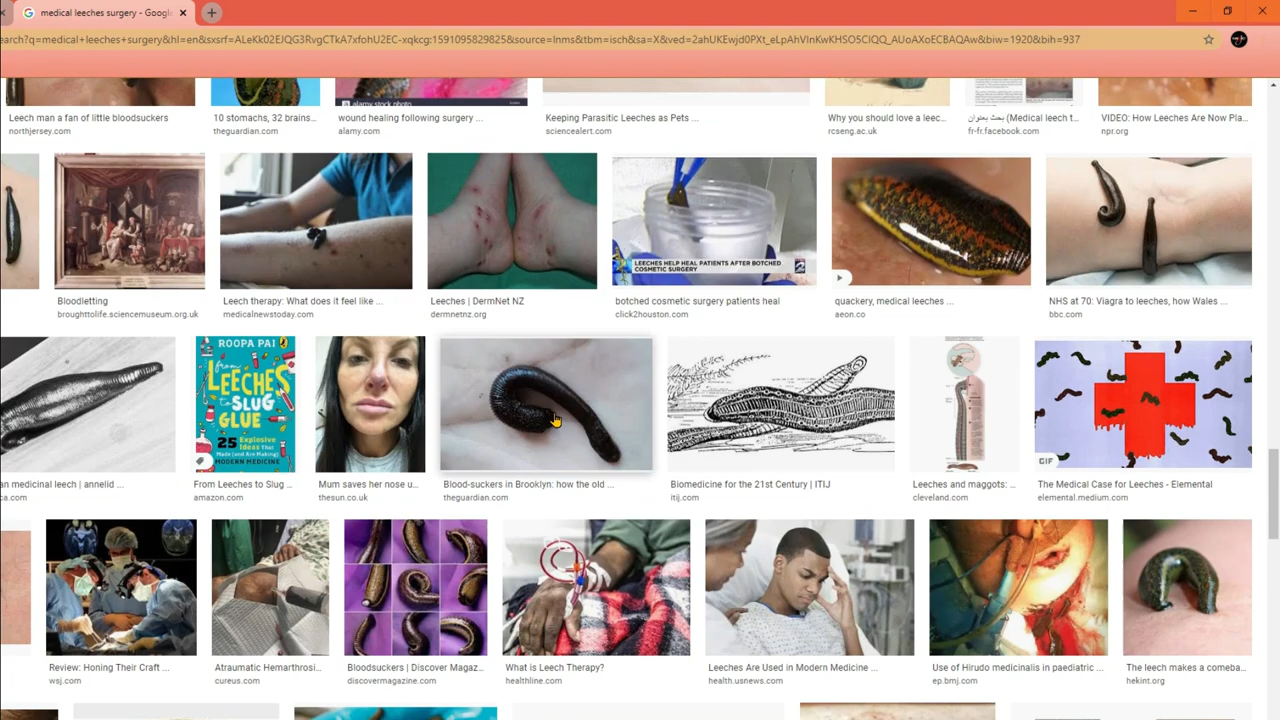 medical leeches surgery - Googl
earch?q=medical+leeches+surgery&hl=en&sxsrf=ALeKk02EJQG3RvgCTkA7xfohU2EC-xqkcg:1591095829825&source=lnms&tbm=isch&sa=X&ved=2ahUKEwjd0PXt_eLpAhVInKwKHSO5CIQQ_AUoAXoECBAQAw&biw=1920&bih=937
alamy stock photo
Leech man a fan of little bloodsuckers
northjersey.com
10 stomachs, 32 brains...
theguardian.com
wound healing following surgery ...
alamy.com
Keeping Parasitic Leeches as Pets ...
sciencealert.com
Why you should love a leec...
rcseng.ac.uk
بحث بعنوان (Medical leech t...
fr-fr.facebook.com
VIDEO: How Leeches Are Now Pla...
npr.org
LEECHES HELP HEAL PATIENTS AFTER BOTCHED
COSMETIC SURGERY
Bloodletting
broughttolife.sciencemuseum.org.uk
Leech therapy: What does it feel like ...
medicalnewstoday.com
Leeches | DermNet NZ
dermnetnz.org
botched cosmetic surgery patients heal
click2houston.com
quackery, medical leeches ...
aeon.co
NHS at 70: Viagra to leeches, how Wales ...
bbc.com
ROOPA PAI
from
LEECHES
to SLUG
GLUE
25 Explosive
Ideas That
Made (and Are Making)
MODERN MEDICINE
GIF
an medicinal leech | annelid ...
ca.com
From Leeches to Slug ...
amazon.com
Mum saves her nose u...
thesun.co.uk
Blood-suckers in Brooklyn: how the old ...
theguardian.com
Biomedicine for the 21st Century | ITIJ
itij.com
Leeches and maggots: ...
cleveland.com
The Medical Case for Leeches - Elemental
elemental.medium.com
Review: Honing Their Craft ...
wsj.com
Atraumatic Hemarthrosi...
cureus.com
Bloodsuckers | Discover Magaz...
discovermagazine.com
What is Leech Therapy?
healthline.com
Leeches Are Used in Modern Medicine ...
health.usnews.com
Use of Hirudo medicinalis in paediatric ...
ep.bmj.com
The leech makes a comeba...
hekint.org